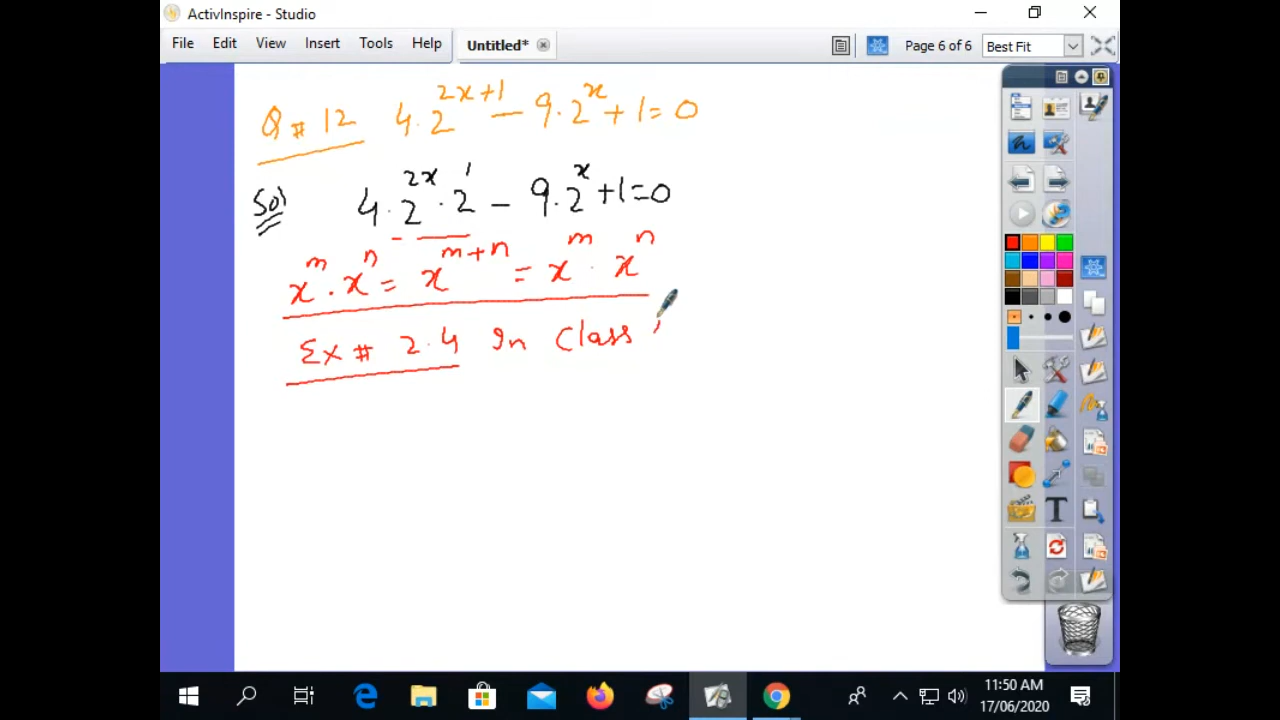 ActivInspire - Studio
File Edit View Insert Tools Help Untitled* Page 6 of 6 Best Fit
Q # 12 4·2^{2x+1} - 9·2^{x} + 1 = 0
Sol 4·2^{2x}·2^{1} - 9·2^{x} + 1 = 0
x^{m}·x^{n} = x^{m+n} = x^{m}·x^{n}
Ex # 2.4 In Class
11:50 AM
17/06/2020